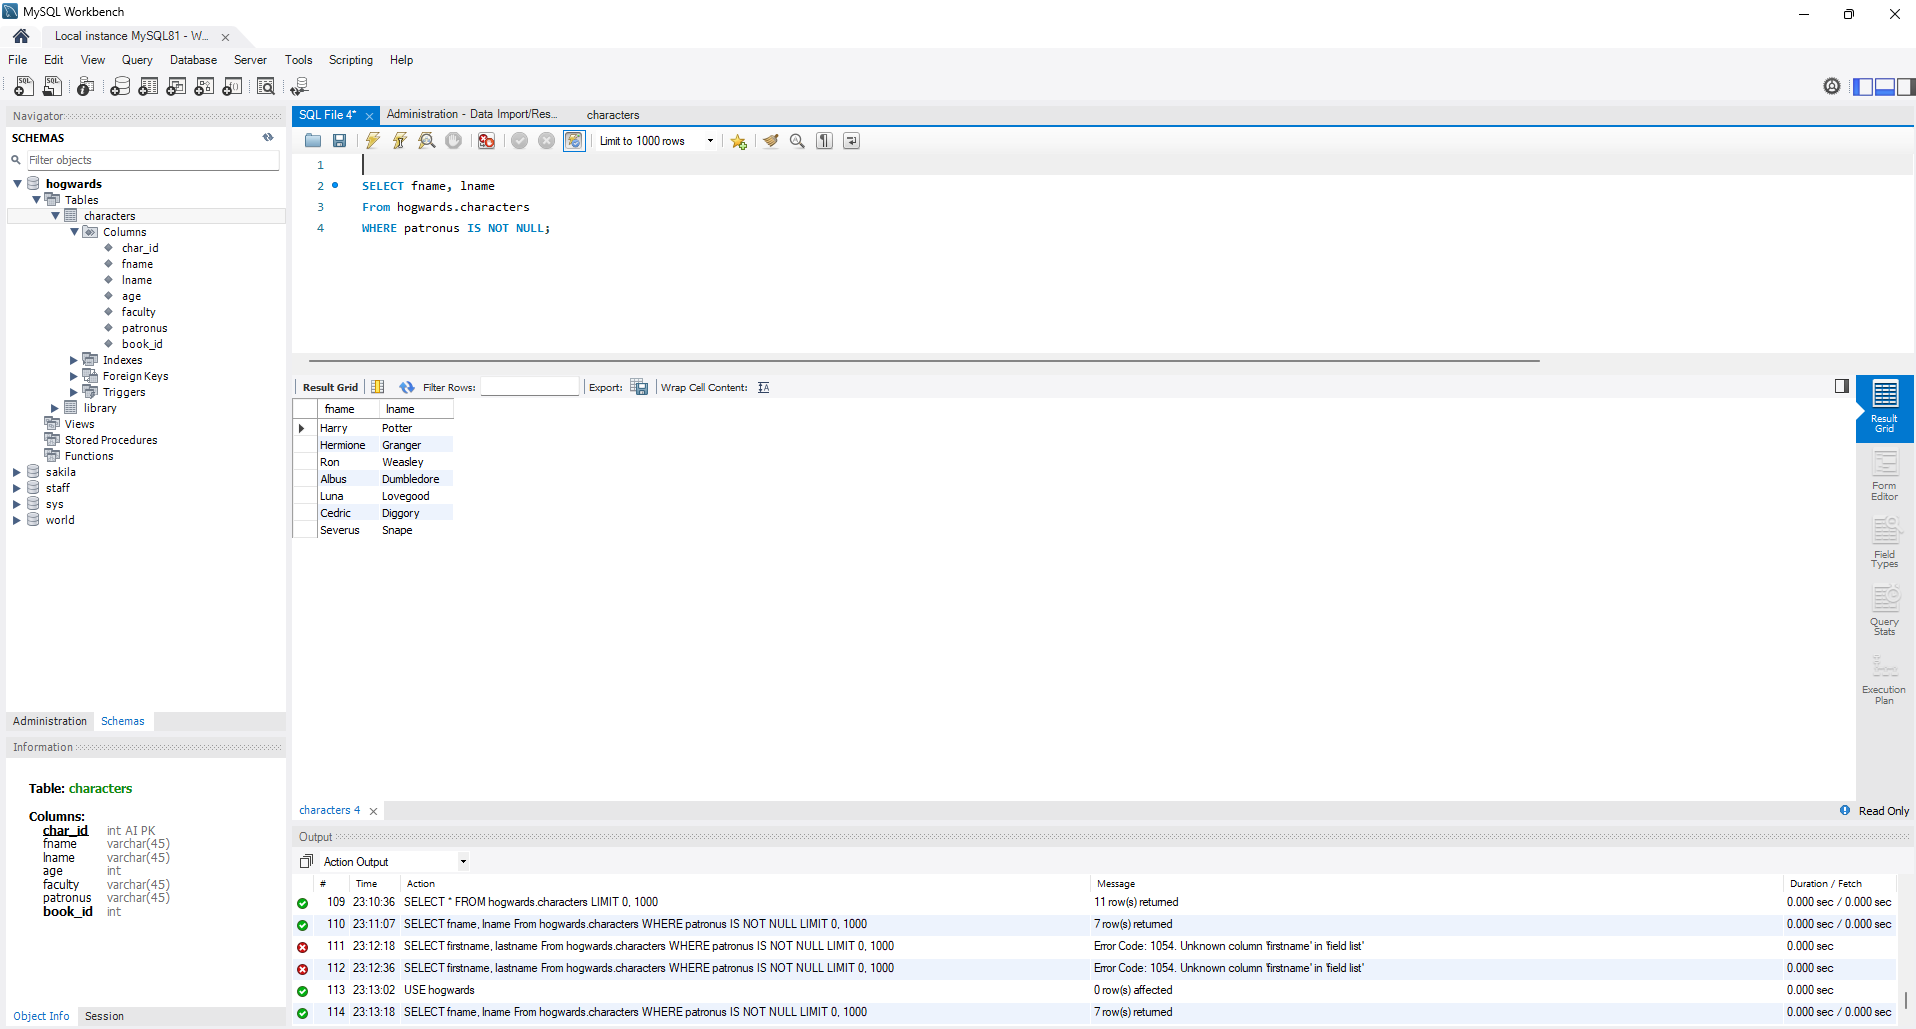 MySQL Workbench
Local instance MySQL81 - W...
File Edit View Query Database Server Tools Scripting Help
Navigator
SCHEMAS
Filter objects
hogwards
Tables
characters
Columns
char_id
fname
lname
age
faculty
patronus
book_id
Indexes
Foreign Keys
Triggers
library
Views
Stored Procedures
Functions
sakila
staff
sys
world
Administration Schemas
Information
Table: characters
Columns:
char_id int AI PK
fname varchar(45)
lname varchar(45)
age int
faculty varchar(45)
patronus varchar(45)
book_id int
Object Info Session
SQL File 4* Administration - Data Import/Res... characters
Limit to 1000 rows
1
2 SELECT fname, lname
3 From hogwards.characters
4 WHERE patronus IS NOT NULL;
Result Grid Filter Rows: Export: Wrap Cell Content:
fname lname
Harry Potter
Hermione Granger
Ron Weasley
Albus Dumbledore
Luna Lovegood
Cedric Diggory
Severus Snape
Result
Grid
Form
Editor
Field
Types
Query
Stats
Execution
Plan
characters 4
Read Only
Output
Action Output
# Time Action Message Duration / Fetch
109 23:10:36 SELECT * FROM hogwards.characters LIMIT 0, 1000 11 row(s) returned 0.000 sec / 0.000 sec
110 23:11:07 SELECT fname, lname From hogwards.characters WHERE patronus IS NOT NULL LIMIT 0, 1000 7 row(s) returned 0.000 sec / 0.000 sec
111 23:12:18 SELECT firstname, lastname From hogwards.characters WHERE patronus IS NOT NULL LIMIT 0, 1000 Error Code: 1054. Unknown column 'firstname' in 'field list' 0.000 sec
112 23:12:36 SELECT firstname, lastname From hogwards.characters WHERE patronus IS NOT NULL LIMIT 0, 1000 Error Code: 1054. Unknown column 'firstname' in 'field list' 0.000 sec
113 23:13:02 USE hogwards 0 row(s) affected 0.000 sec
114 23:13:18 SELECT fname, lname From hogwards.characters WHERE patronus IS NOT NULL LIMIT 0, 1000 7 row(s) returned 0.000 sec / 0.000 sec